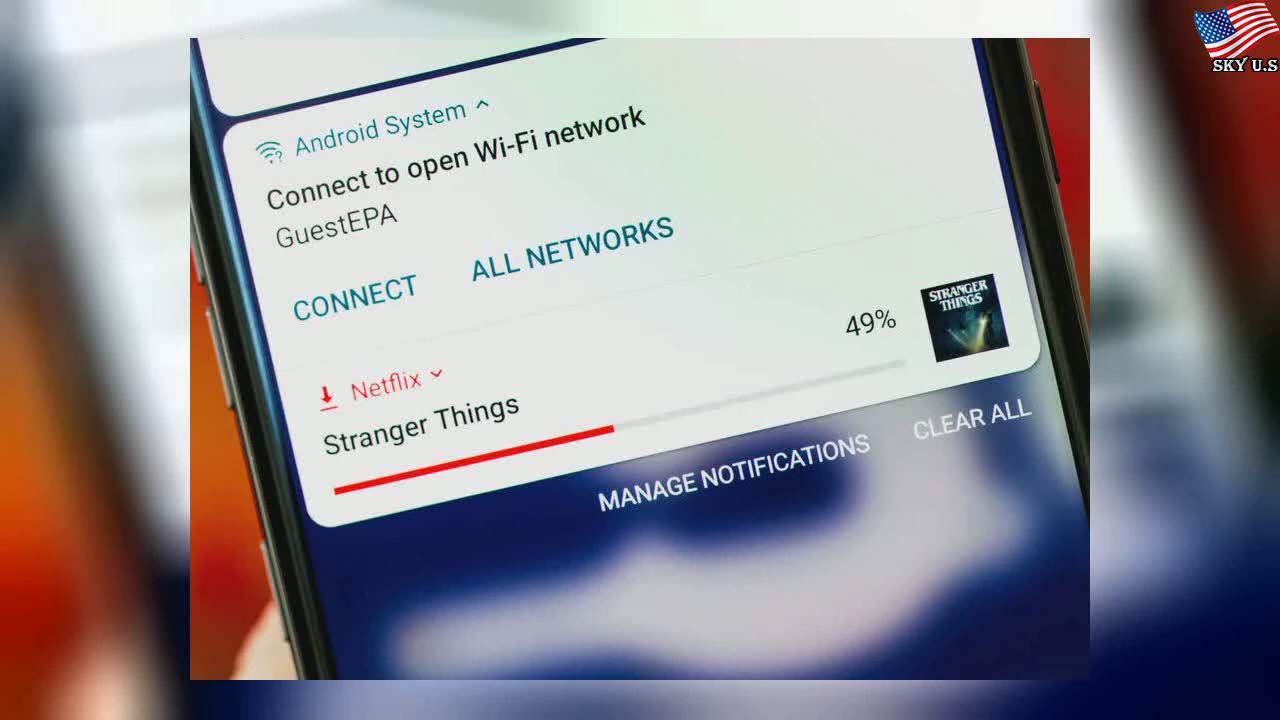 SKY U.S
Android System
Connect to open Wi-Fi network
GuestEPA
CONNECT
ALL NETWORKS
49%
STRANGER
THINGS
Netflix
Stranger Things
MANAGE NOTIFICATIONS
CLEAR ALL